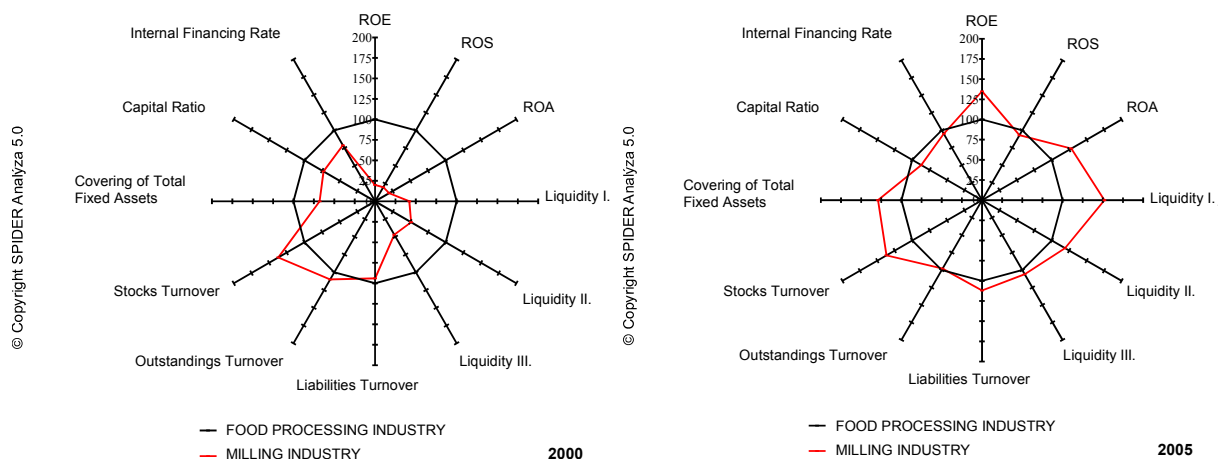 ROE
200
175
150
125
100
75
50
25
ROS
ROA
Liquidity I.
Liquidity II.
Liquidity III.
Liabilities Turnover
Outstandings Turnover
Stocks Turnover
Covering of Total
Fixed Assets
Capital Ratio
Internal Financing Rate
© Copyright SPIDER Analýza 5.0
FOOD PROCESSING INDUSTRY
MILLING INDUSTRY
2000
ROE
200
175
150
125
100
75
50
25
ROS
ROA
Liquidity I.
Liquidity II.
Liquidity III.
Liabilities Turnover
Outstandings Turnover
Stocks Turnover
Covering of Total
Fixed Assets
Capital Ratio
Internal Financing Rate
© Copyright SPIDER Analýza 5.0
FOOD PROCESSING INDUSTRY
MILLING INDUSTRY
2005